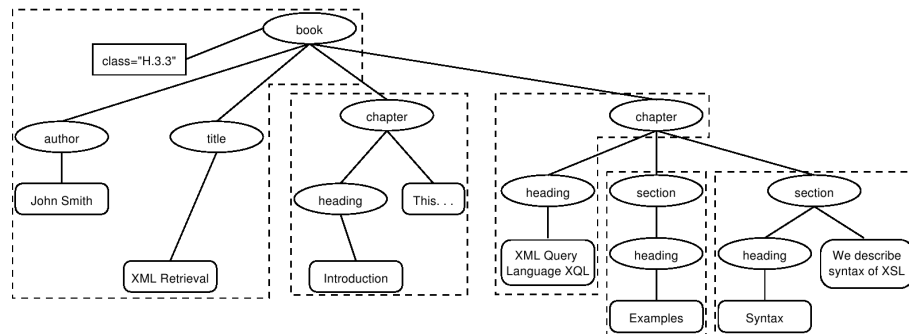 book
class="H.3.3"
chapter
chapter
author
title
John Smith
heading
This. . .
heading
section
section
XML Retrieval
Introduction
XML Query
Language XQL
heading
heading
We describe
syntax of XSL
Examples
Syntax